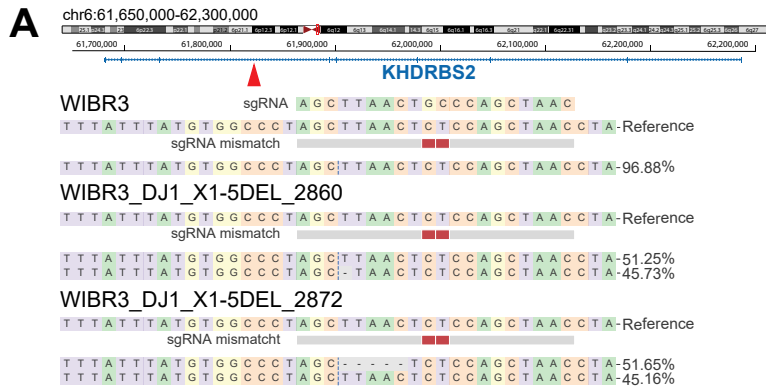 A
chr6:61,650,000-62,300,000
61,700,000 61,800,000 61,900,000 62,000,000 62,100,000 62,200,000 62,200,000
KHDRBS2
WIBR3
sgRNA A G C T T A A C T G C C C A G C T A A C
T T T A T T T A T G T G G C C C T A G C T T A A C T C T C C A G C T A A C C T A -Reference
sgRNA mismatch
T T T A T T T A T G T G G C C C T A G C T T A A C T C T C C A G C T A A C C T A -96.88%
WIBR3_DJ1_X1-5DEL_2860
T T T A T T T A T G T G G C C C T A G C T T A A C T C T C C A G C T A A C C T A -Reference
sgRNA mismatch
T T T A T T T A T G T G G C C C T A G C T T A A C T C T C C A G C T A A C C T A -51.25%
T T T A T T T A T G T G G C C C T A G C - T A A C T C T C C A G C T A A C C T A -45.73%
WIBR3_DJ1_X1-5DEL_2872
T T T A T T T A T G T G G C C C T A G C T T A A C T C T C C A G C T A A C C T A -Reference
sgRNA mismatcht
T T T A T T T A T G T G G C C C T A G C - - - - - T C T C C A G C T A A C C T A -51.65%
T T T A T T T A T G T G G C C C T A G C T T A A C T C T C C A G C T A A C C T A -45.16%